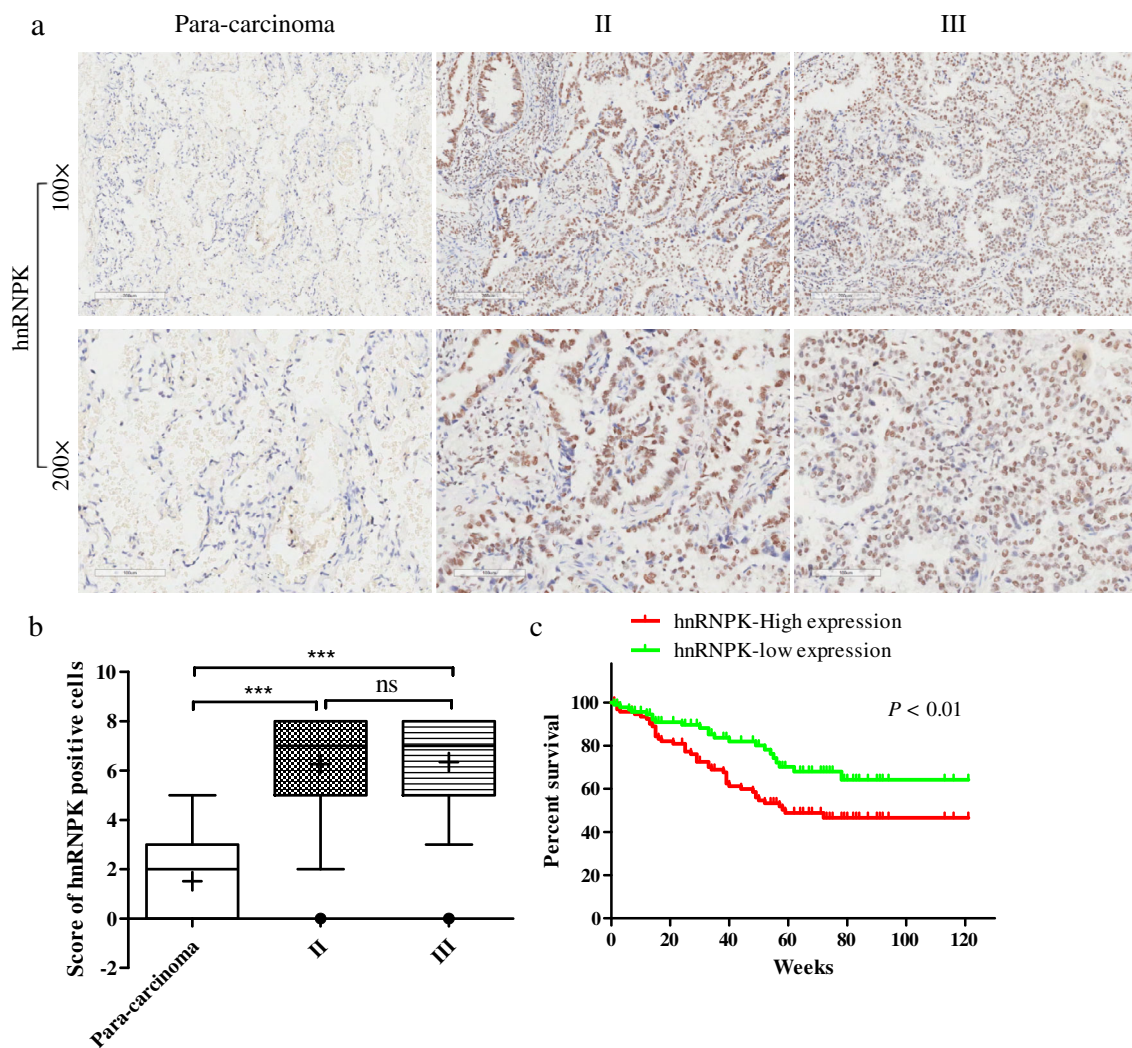 a
Para-carcinoma
II
III
hnRNPK
100×
200×
100um
100um
b
Score of hnRNPK positive cells
10
8
6
4
2
0
-2
***
***
ns
Para-carcinoma
II
III
c
hnRNPK-High expression
hnRNPK-low expression
P < 0.01
Percent survival
100
80
60
40
20
0
0 20 40 60 80 100 120
Weeks